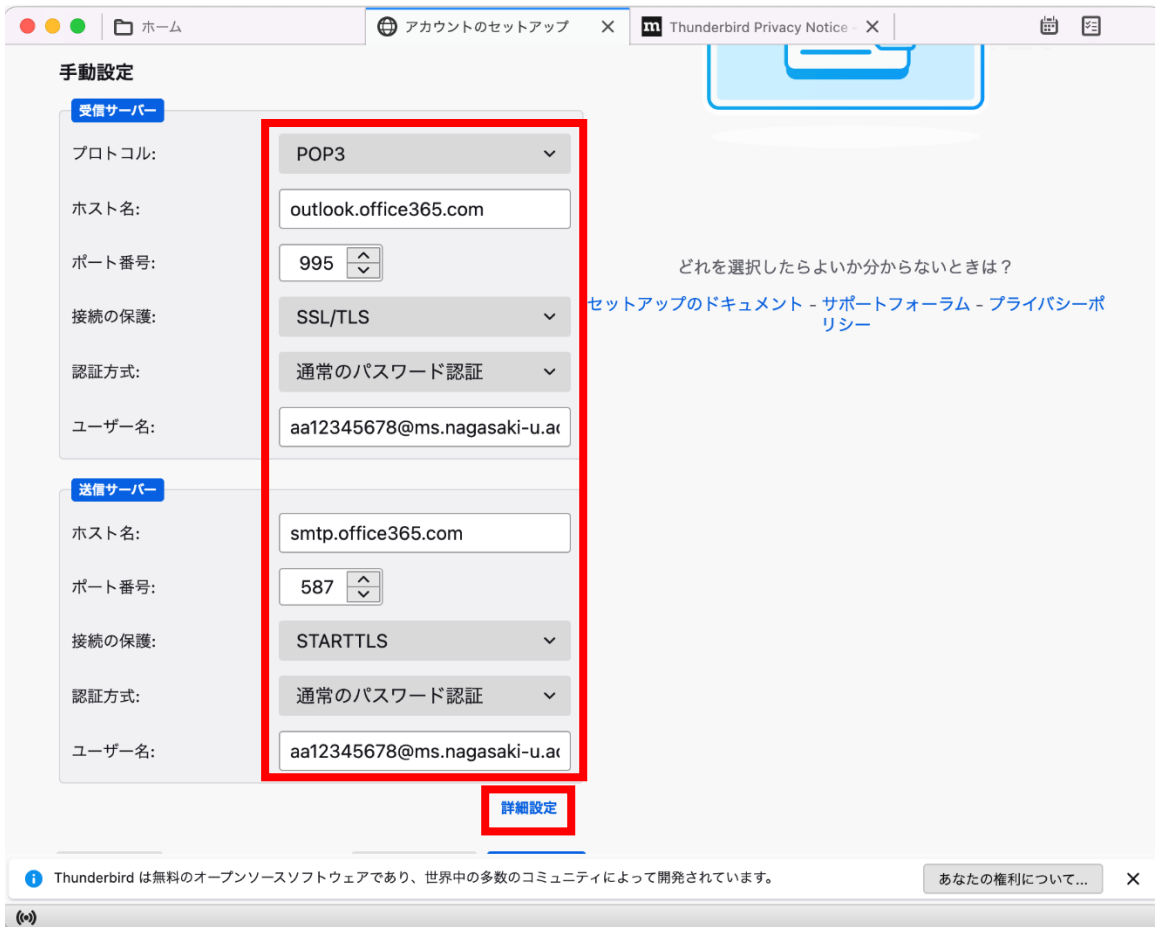 ホーム
アカウントのセットアップ
Thunderbird Privacy Notice -
手動設定
受信サーバー
プロトコル:
POP3
ホスト名:
outlook.office365.com
ポート番号:
995
接続の保護:
SSL/TLS
認証方式:
通常のパスワード認証
ユーザー名:
aa12345678@ms.nagasaki-u.ac
送信サーバー
ホスト名:
smtp.office365.com
ポート番号:
587
接続の保護:
STARTTLS
認証方式:
通常のパスワード認証
ユーザー名:
aa12345678@ms.nagasaki-u.ac
詳細設定
どれを選択したらよいか分からないときは？
セットアップのドキュメント - サポートフォーラム - プライバシーポ
リシー
Thunderbird は無料のオープンソースソフトウェアであり、世界中の多数のコミュニティによって開発されています。
あなたの権利について...